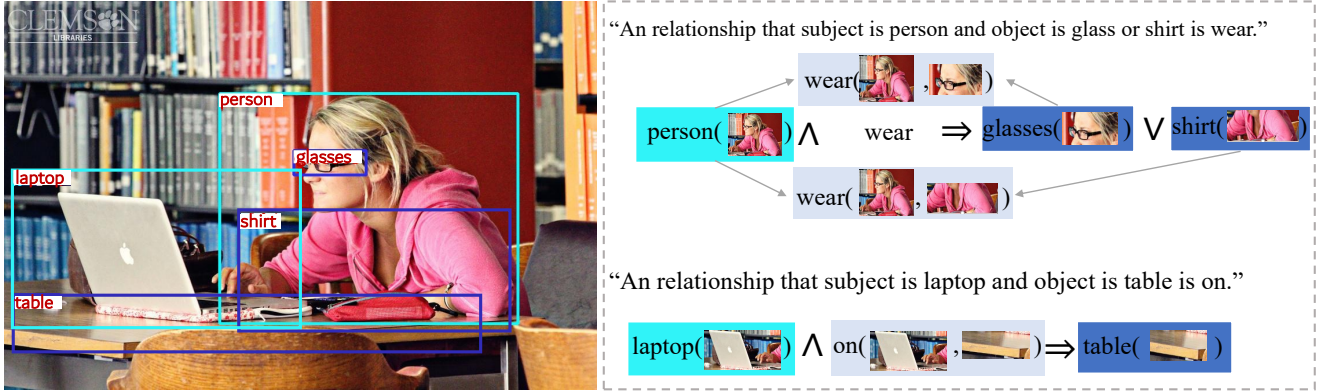 CLEMSON
LIBRARIES
person
glasses
laptop
shirt
table
“An relationship that subject is person and object is glass or shirt is wear.”
wear( , )
person( ) ∧ wear ⇒ glasses( ) ∨ shirt( )
wear( , )
“An relationship that subject is laptop and object is table is on.”
laptop( ) ∧ on( , ) ⇒ table( )